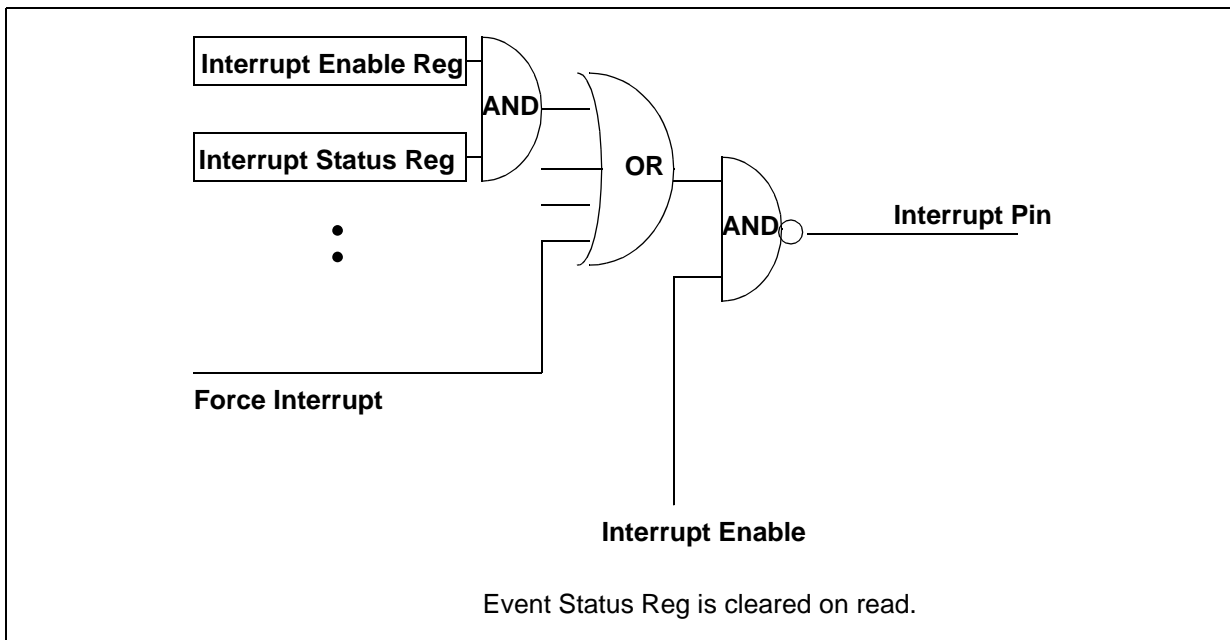 Interrupt Enable Reg
AND
Interrupt Status Reg
OR
AND
Interrupt Pin
Force Interrupt
Interrupt Enable
Event Status Reg is cleared on read.